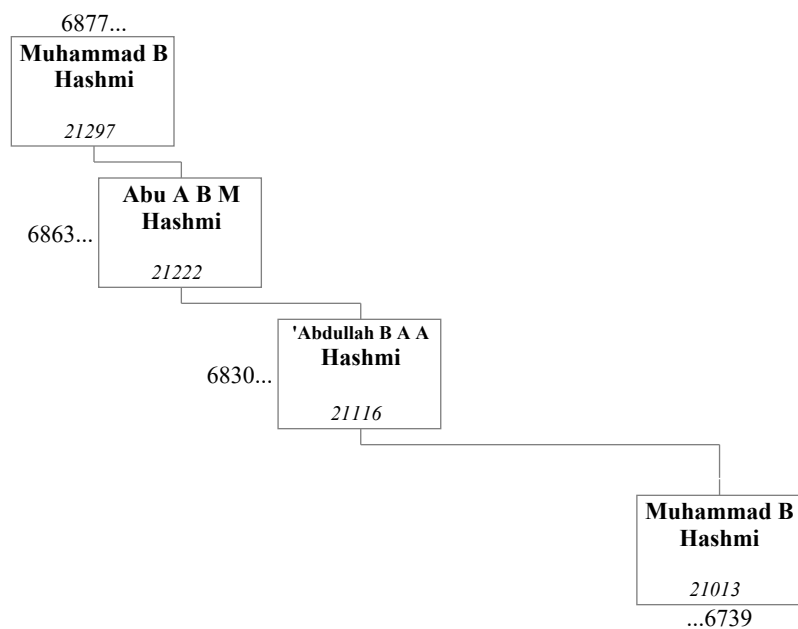 6877...
Muhammad B
Hashmi
21297
Abu A B M
Hashmi
6863...
21222
'Abdullah B A A
Hashmi
6830...
21116
Muhammad B
Hashmi
21013
...6739